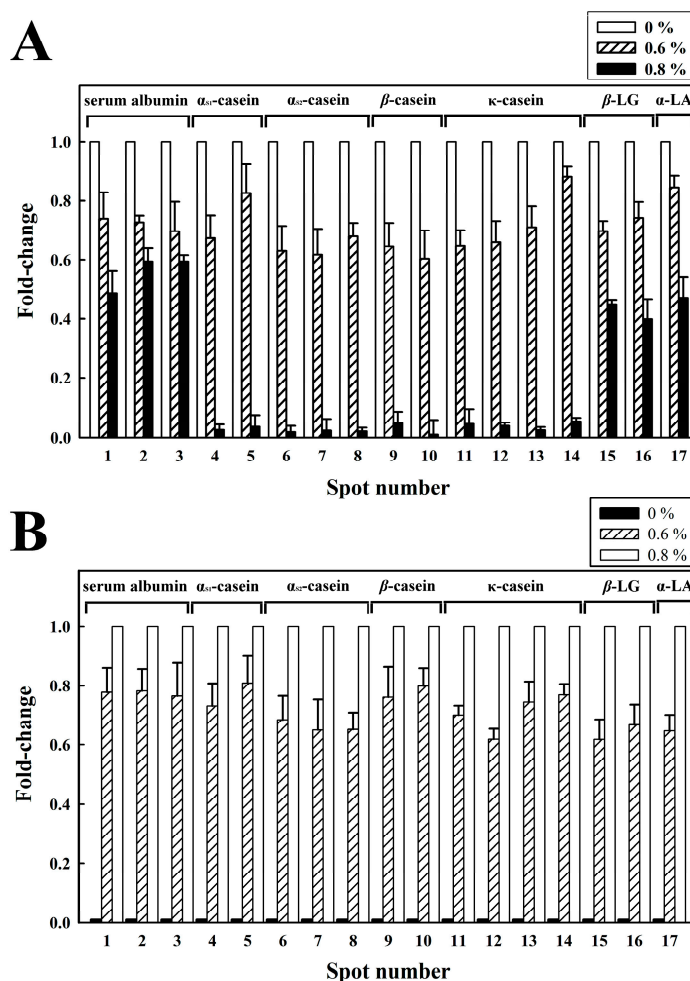 A
0 %
0.6 %
0.8 %
serum albumin αS1-casein αS2-casein β-casein κ-casein β-LG α-LA
1.0
0.8
0.6
0.4
0.2
0.0
Fold-change
1 2 3 4 5 6 7 8 9 10 11 12 13 14 15 16 17
Spot number
B
0 %
0.6 %
0.8 %
serum albumin αS1-casein αS2-casein β-casein κ-casein β-LG α-LA
1.0
0.8
0.6
0.4
0.2
0.0
Fold-change
1 2 3 4 5 6 7 8 9 10 11 12 13 14 15 16 17
Spot number